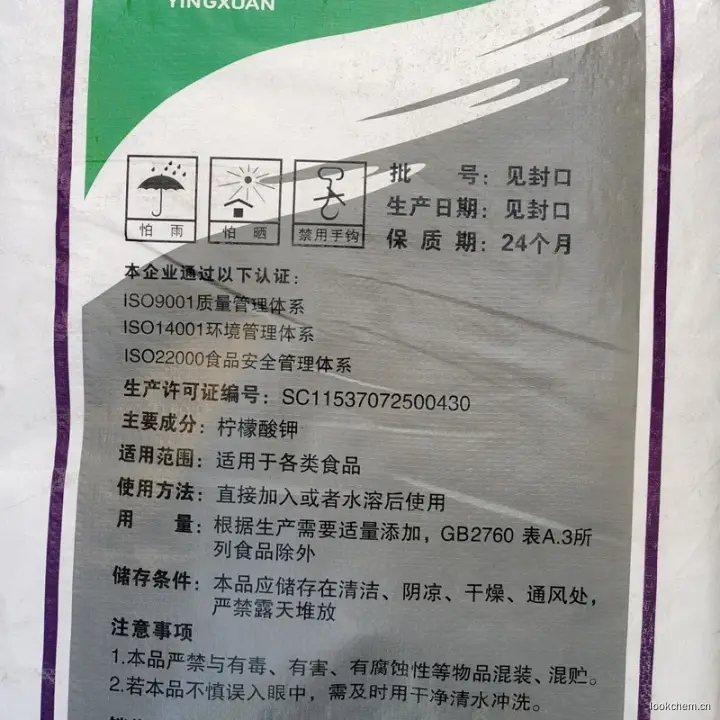 YINGXUAN
怕 雨
怕 晒
禁用手钩
批 号：见封口
生产日期：见封口
保 质 期：24个月
本企业通过以下认证：
ISO9001质量管理体系
ISO14001环境管理体系
ISO22000食品安全管理体系
生产许可证编号：SC11537072500430
主要成分：柠檬酸钾
适用范围：适用于各类食品
使用方法：直接加入或者水溶后使用
用 量：根据生产需要适量添加，GB2760 表A.3所
列食品除外
储存条件：本品应储存在清洁、阴凉、干燥、通风处，
严禁露天堆放
注意事项
1.本品严禁与有毒、有害、有腐蚀性等物品混装、混贮。
2.若本品不慎误入眼中，需及时用干净清水冲洗。
lookchem.cn